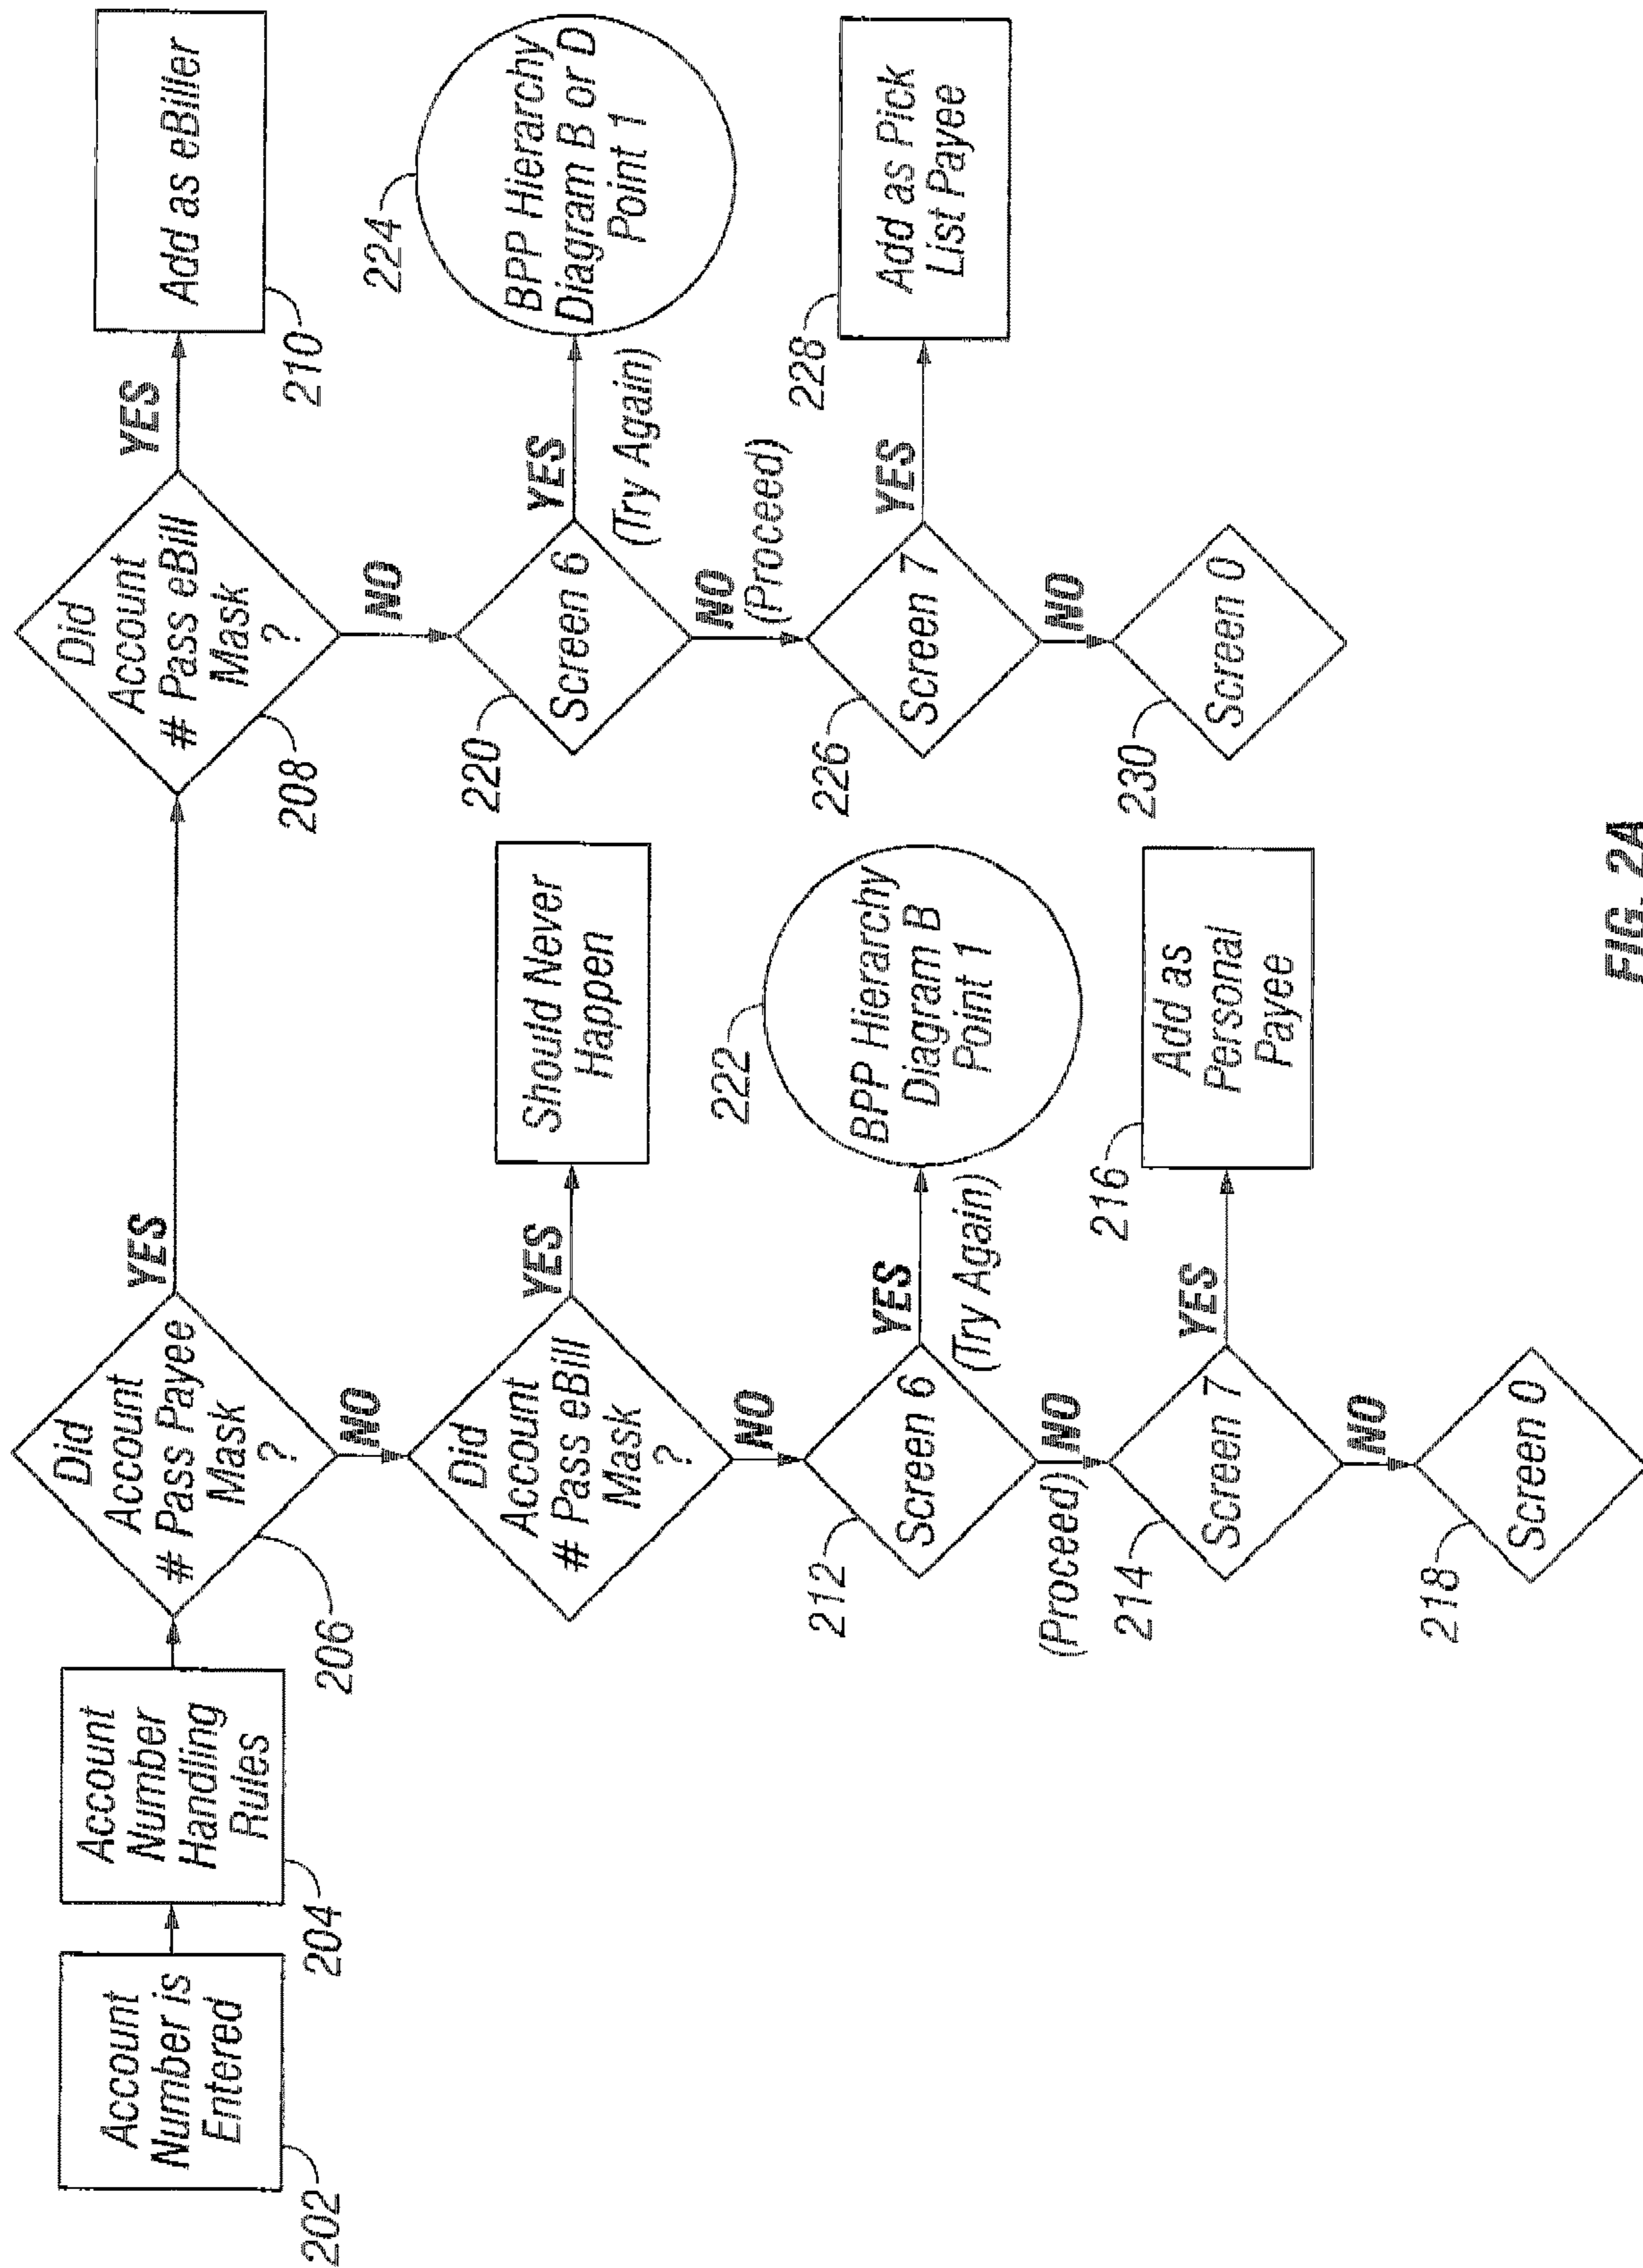 Account
Number is
Entered
202
Account
Number
Handling
Rules
204
Did
Account
# Pass Payee
Mask
?
206
YES
NO
Did
Account
# Pass eBill
Mask
?
208
YES
Add as eBiller
210
NO
Did
Account
# Pass eBill
Mask
?
YES
Should Never
Happen
NO
Screen 6
212
YES
(Try Again)
BPP Hierarchy
Diagram B
Point 1
222
NO
(Proceed)
Screen 7
214
YES
Add as
Personal
Payee
216
NO
Screen 0
218
Screen 6
220
YES
(Try Again)
BPP Hierarchy
Diagram B or D
Point 1
224
NO
(Proceed)
Screen 7
226
YES
Add as Pick
List Payee
228
NO
Screen 0
230
FIG. 2A